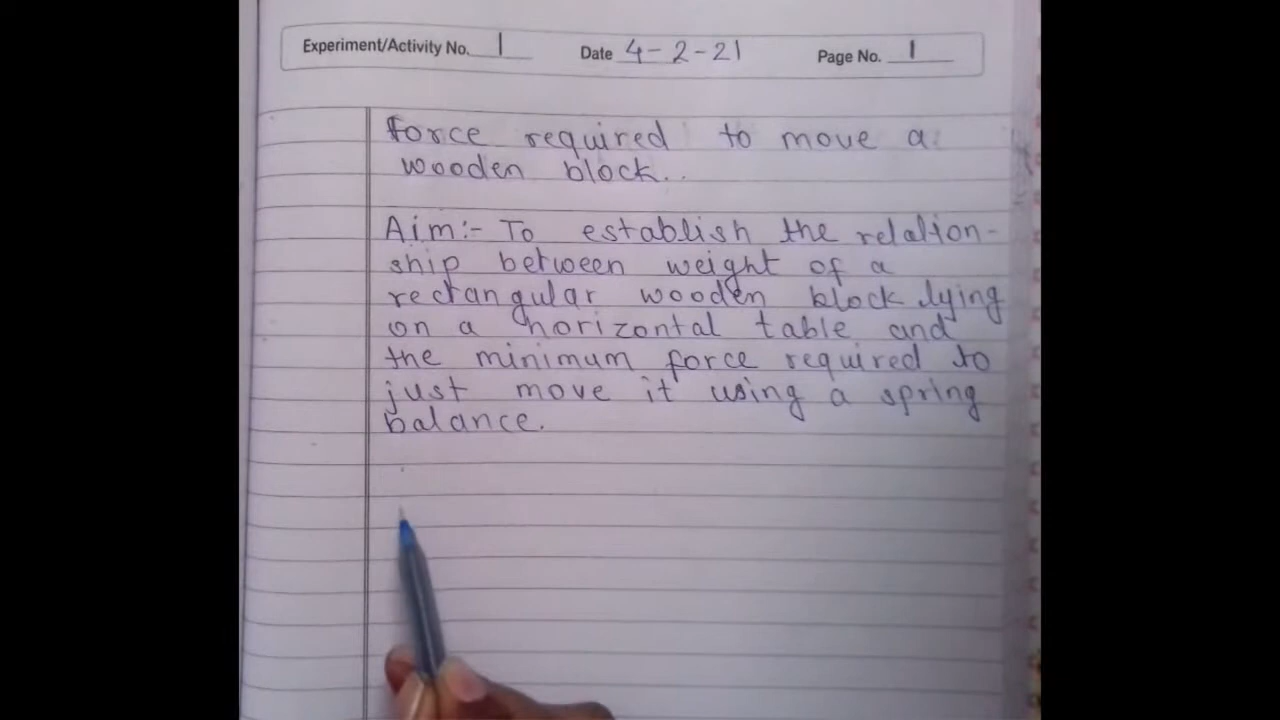 Experiment/Activity No. 1 Date 4-2-21 Page No. 1
Force required to move a
wooden block..
Aim:- To establish the relation-
ship between weight of a
rectangular wooden block lying
on a horizontal table and
the minimum force required to
just move it using a spring
balance.